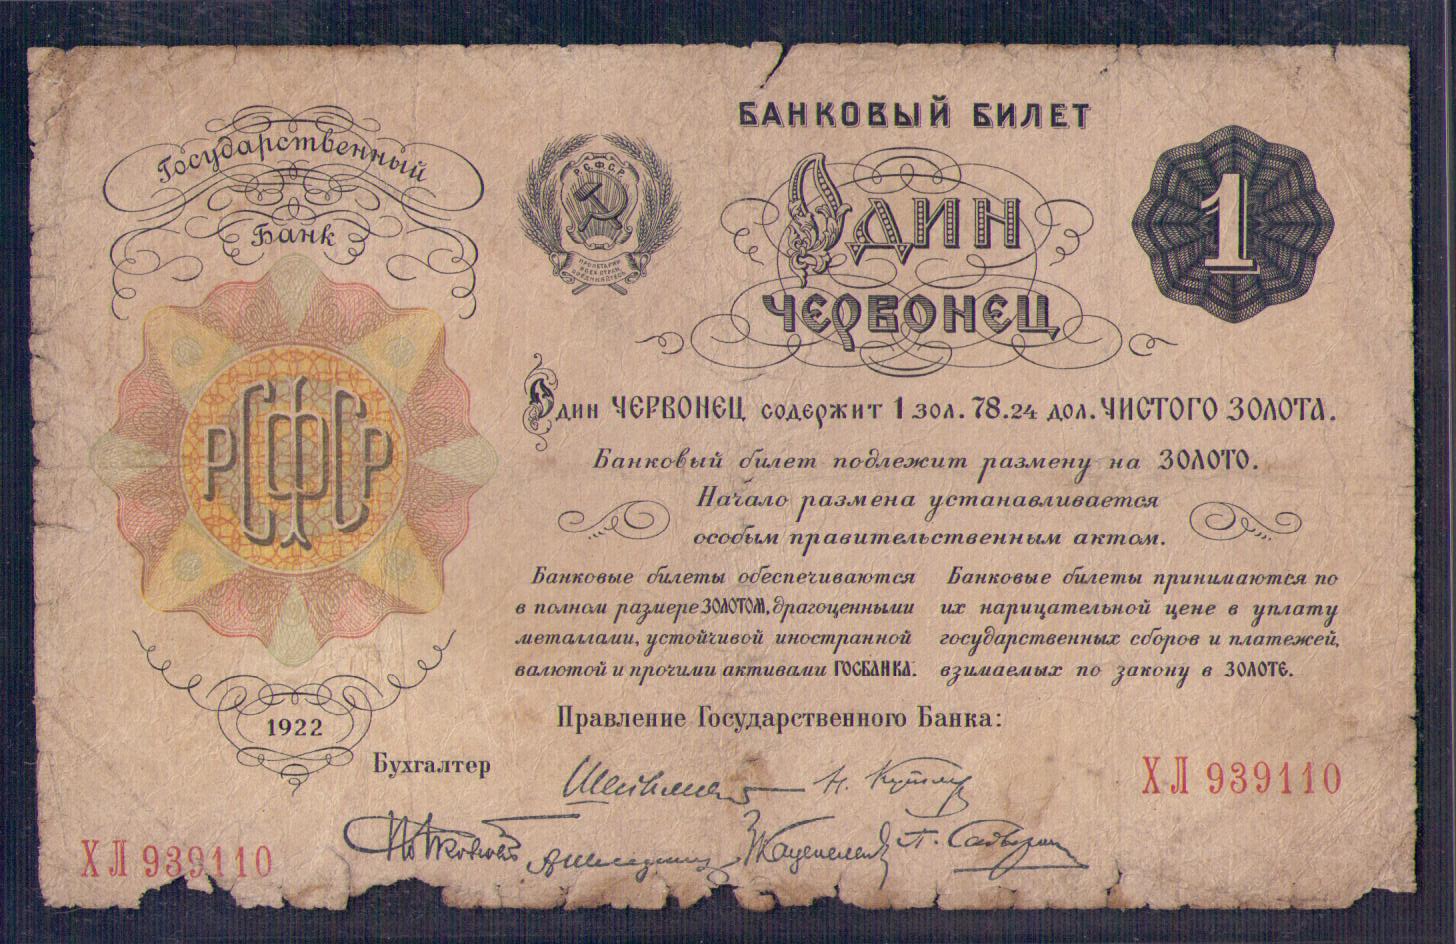 Государственный
Банк
РСФСР
1922
БАНКОВЫЙ БИЛЕТ
Р.С.Ф.С.Р.
ПРОЛЕТАРИИ
ВСЕХ СТРАН,
СОЕДИНЯЙТЕСЬ!
ОДИН
ЧЕРВОНЕЦ
1
Один ЧЕРВОНЕЦ содержит 1 зол. 78.24 дол. ЧИСТОГО ЗОЛОТА.
Банковый билет подлежит размену на ЗОЛОТО.
Начало размена устанавливается
особым правительственным актом.
Банковые билеты обеспечиваются
в полном размере ЗОЛОТОМ, драгоценными
металлами, устойчивой иностранной
валютой и прочими активами ГОСБАНКА.
Банковые билеты принимаются по
их нарицательной цене в уплату
государственных сборов и платежей,
взимаемых по закону в ЗОЛОТЕ.
Правление Государственного Банка:
Бухгалтер
ХЛ 939110
ХЛ 939110